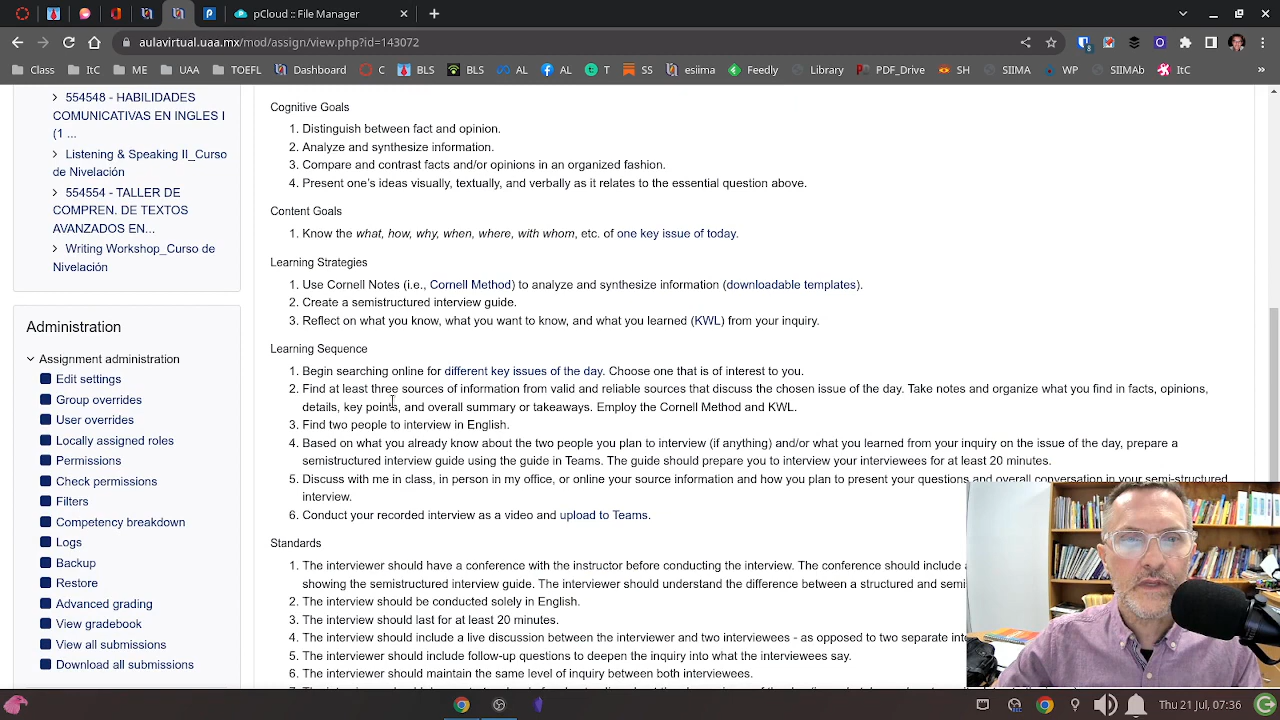 pCloud :: File Manager
aulavirtual.uaa.mx/mod/assign/view.php?id=143072
Class ItC ME UAA TOEFL Dashboard C BLS BLS AL AL T SS esiima Feedly Library PDF_Drive SH SIIMA WP SIIMAb ItC »
554548 - HABILIDADES
COMUNICATIVAS EN INGLES I
(1 ...
Listening & Speaking II_Curso
de Nivelación
554554 - TALLER DE
COMPREN. DE TEXTOS
AVANZADOS EN...
Writing Workshop_Curso de
Nivelación
Administration
Assignment administration
Edit settings
Group overrides
User overrides
Locally assigned roles
Permissions
Check permissions
Filters
Competency breakdown
Logs
Backup
Restore
Advanced grading
View gradebook
View all submissions
Download all submissions
Cognitive Goals
1. Distinguish between fact and opinion.
2. Analyze and synthesize information.
3. Compare and contrast facts and/or opinions in an organized fashion.
4. Present one's ideas visually, textually, and verbally as it relates to the essential question above.
Content Goals
1. Know the what, how, why, when, where, with whom, etc. of one key issue of today.
Learning Strategies
1. Use Cornell Notes (i.e., Cornell Method) to analyze and synthesize information (downloadable templates).
2. Create a semistructured interview guide.
3. Reflect on what you know, what you want to know, and what you learned (KWL) from your inquiry.
Learning Sequence
1. Begin searching online for different key issues of the day. Choose one that is of interest to you.
2. Find at least three sources of information from valid and reliable sources that discuss the chosen issue of the day. Take notes and organize what you find in facts, opinions,
details, key points, and overall summary or takeaways. Employ the Cornell Method and KWL.
3. Find two people to interview in English.
4. Based on what you already know about the two people you plan to interview (if anything) and/or what you learned from your inquiry on the issue of the day, prepare a
semistructured interview guide using the guide in Teams. The guide should prepare you to interview your interviewees for at least 20 minutes.
5. Discuss with me in class, in person in my office, or online your source information and how you plan to present your questions and overall conversation in your semi-structured
interview.
6. Conduct your recorded interview as a video and upload to Teams.
Standards
1. The interviewer should have a conference with the instructor before conducting the interview. The conference should include
showing the semistructured interview guide. The interviewer should understand the difference between a structured and semi
2. The interview should be conducted solely in English.
3. The interview should last for at least 20 minutes.
4. The interview should include a live discussion between the interviewer and two interviewees - as opposed to two separate
5. The interviewer should include follow-up questions to deepen the inquiry into what the interviewees say.
6. The interviewer should maintain the same level of inquiry between both interviewees.
Thu 21 jul, 07:36